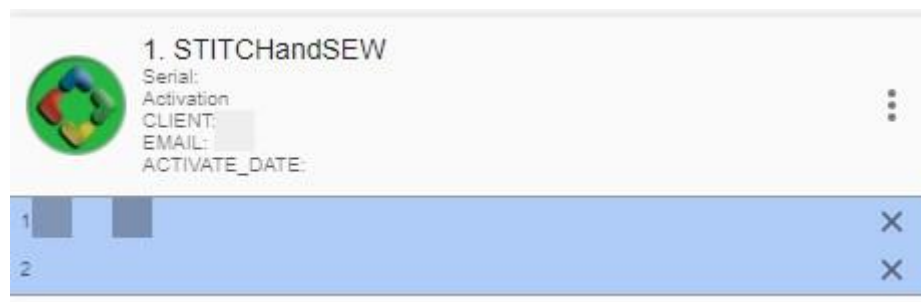 1. STITCHandSEW
Serial:
Activation
CLIENT:
EMAIL:
ACTIVATE_DATE:
1
2